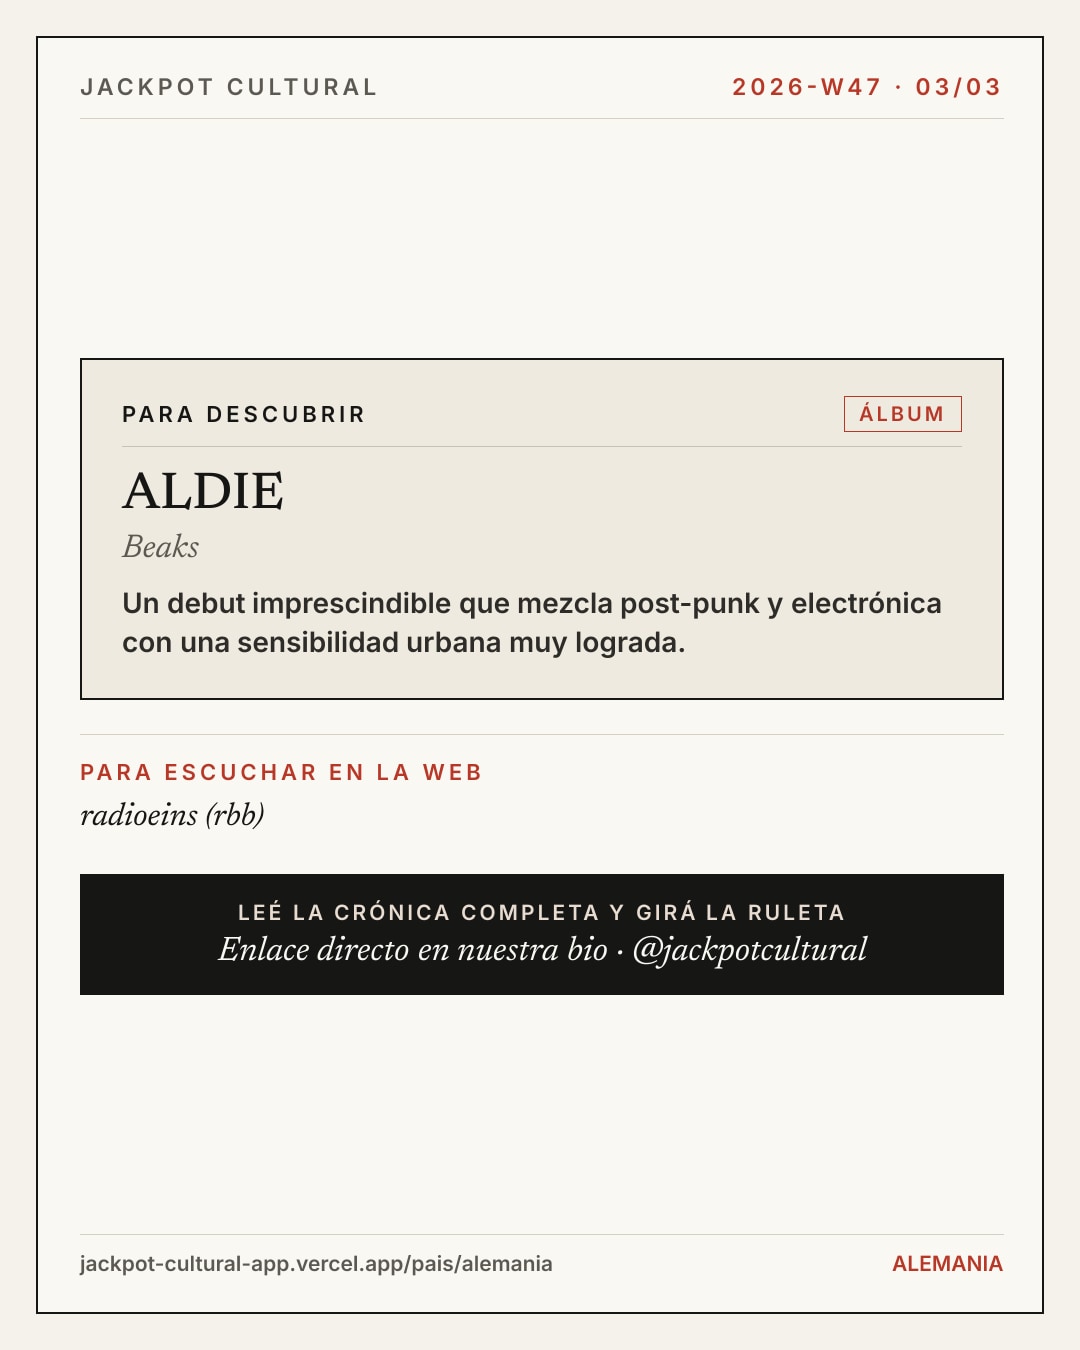 JACKPOT CULTURAL
2026-W47 · 03/03
PARA DESCUBRIR
ÁLBUM
ALDIE
Beaks
Un debut imprescindible que mezcla post-punk y electrónica
con una sensibilidad urbana muy lograda.
PARA ESCUCHAR EN LA WEB
radioeins (rbb)
LEÉ LA CRÓNICA COMPLETA Y GIRÁ LA RULETA
Enlace directo en nuestra bio · @jackpotcultural
jackpot-cultural-app.vercel.app/pais/alemania
ALEMANIA